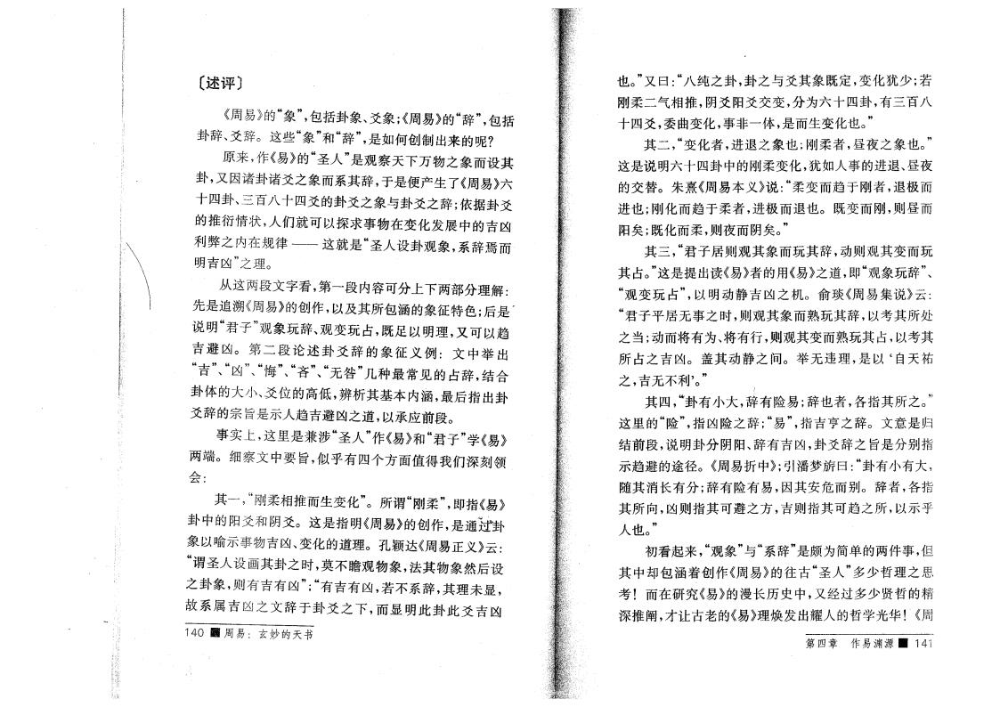 〔述评〕
《周易》的“象”,包括卦象、爻象;《周易》的“辞”,包括
卦辞、爻辞。这些“象”和“辞”,是如何创制出来的呢?
原来,作《易》的“圣人”是观察天下万物之象而设其
卦,又因诸卦诸爻之象而系其辞,于是便产生了《周易》六
十四卦、三百八十四爻的卦爻之象与卦爻之辞;依据卦爻
的推衍情状,人们就可以探求事物在变化发展中的吉凶
利弊之内在规律——这就是“圣人设卦观象,系辞焉而
明吉凶”之理。
从这两段文字看,第一段内容可分上下两部分理解:
先是追溯《周易》的创作,以及其所包涵的象征特色;后是
说明“君子”观象玩辞、观变玩占,既足以明理,又可以趋
吉避凶。第二段论述卦爻辞的象征义例:文中举出
“吉”、“凶”、“悔”、“吝”、“无咎”几种最常见的占辞,结合
卦体的大小、爻位的高低,辨析其基本内涵,最后指出卦
爻辞的宗旨是示人趋吉避凶之道,以承应前段。
事实上,这里是兼涉“圣人”作《易》和“君子”学《易》
两端。细察文中要旨,似乎有四个方面值得我们深刻领
会:
其一,“刚柔相推而生变化”。所谓“刚柔”,即指《易》
卦中的阳爻和阴爻。这是指明《周易》的创作,是通过卦
象以喻示事物吉凶、变化的道理。孔颖达《周易正义》云:
“谓圣人设画其卦之时,莫不瞻观物象,法其物象然后设
之卦象,则有吉有凶”;“有吉有凶,若不系辞,其理未显,
故系属吉凶之文辞于卦爻之下,而显明此卦此爻吉凶
140 ■ 周易:玄妙的天书
也。”又曰:“八纯之卦,卦之与爻其象既定,变化犹少;若
刚柔二气相推,阴爻阳爻交变,分为六十四卦,有三百八
十四爻,委曲变化,事非一体,是而生变化也。”
其二,“变化者,进退之象也;刚柔者,昼夜之象也。”
这是说明六十四卦中的刚柔变化,犹如人事的进退、昼夜
的交替。朱熹《周易本义》说:“柔变而趋于刚者,退极而
进也;刚化而趋于柔者,进极而退也。既变而刚,则昼而
阳矣;既化而柔,则夜而阴矣。”
其三,“君子居则观其象而玩其辞,动则观其变而玩
其占。”这是提出读《易》者的用《易》之道,即“观象玩辞”、
“观变玩占”,以明动静吉凶之机。俞琰《周易集说》云:
“君子平居无事之时,则观其象而熟玩其辞,以考其所处
之当;动而将有为、将有行,则观其变而熟玩其占,以考其
所占之吉凶。盖其动静之间。举无违理,是以‘自天祐
之,吉无不利’。”
其四,“卦有小大,辞有险易;辞也者,各指其所之。”
这里的“险”,指凶险之辞;“易”,指吉亨之辞。文意是归
结前段,说明卦分阴阳、辞有吉凶,卦爻辞之旨是分别指
示趋避的途径。《周易折中》;引潘梦旂曰:“卦有小有大,
随其消长有分;辞有险有易,因其安危而别。辞者,各指
其所向,凶则指其可避之方,吉则指其可趋之所,以示乎
人也。”
初看起来,“观象”与“系辞”是颇为简单的两件事,但
其中却包涵着创作《周易》的往古“圣人”多少哲理之思
考!而在研究《易》的漫长历史中,又经过多少贤哲的精
深推阐,才让古老的《易》理焕发出耀人的哲学光华!《周
第四章 作易渊源 ■ 141